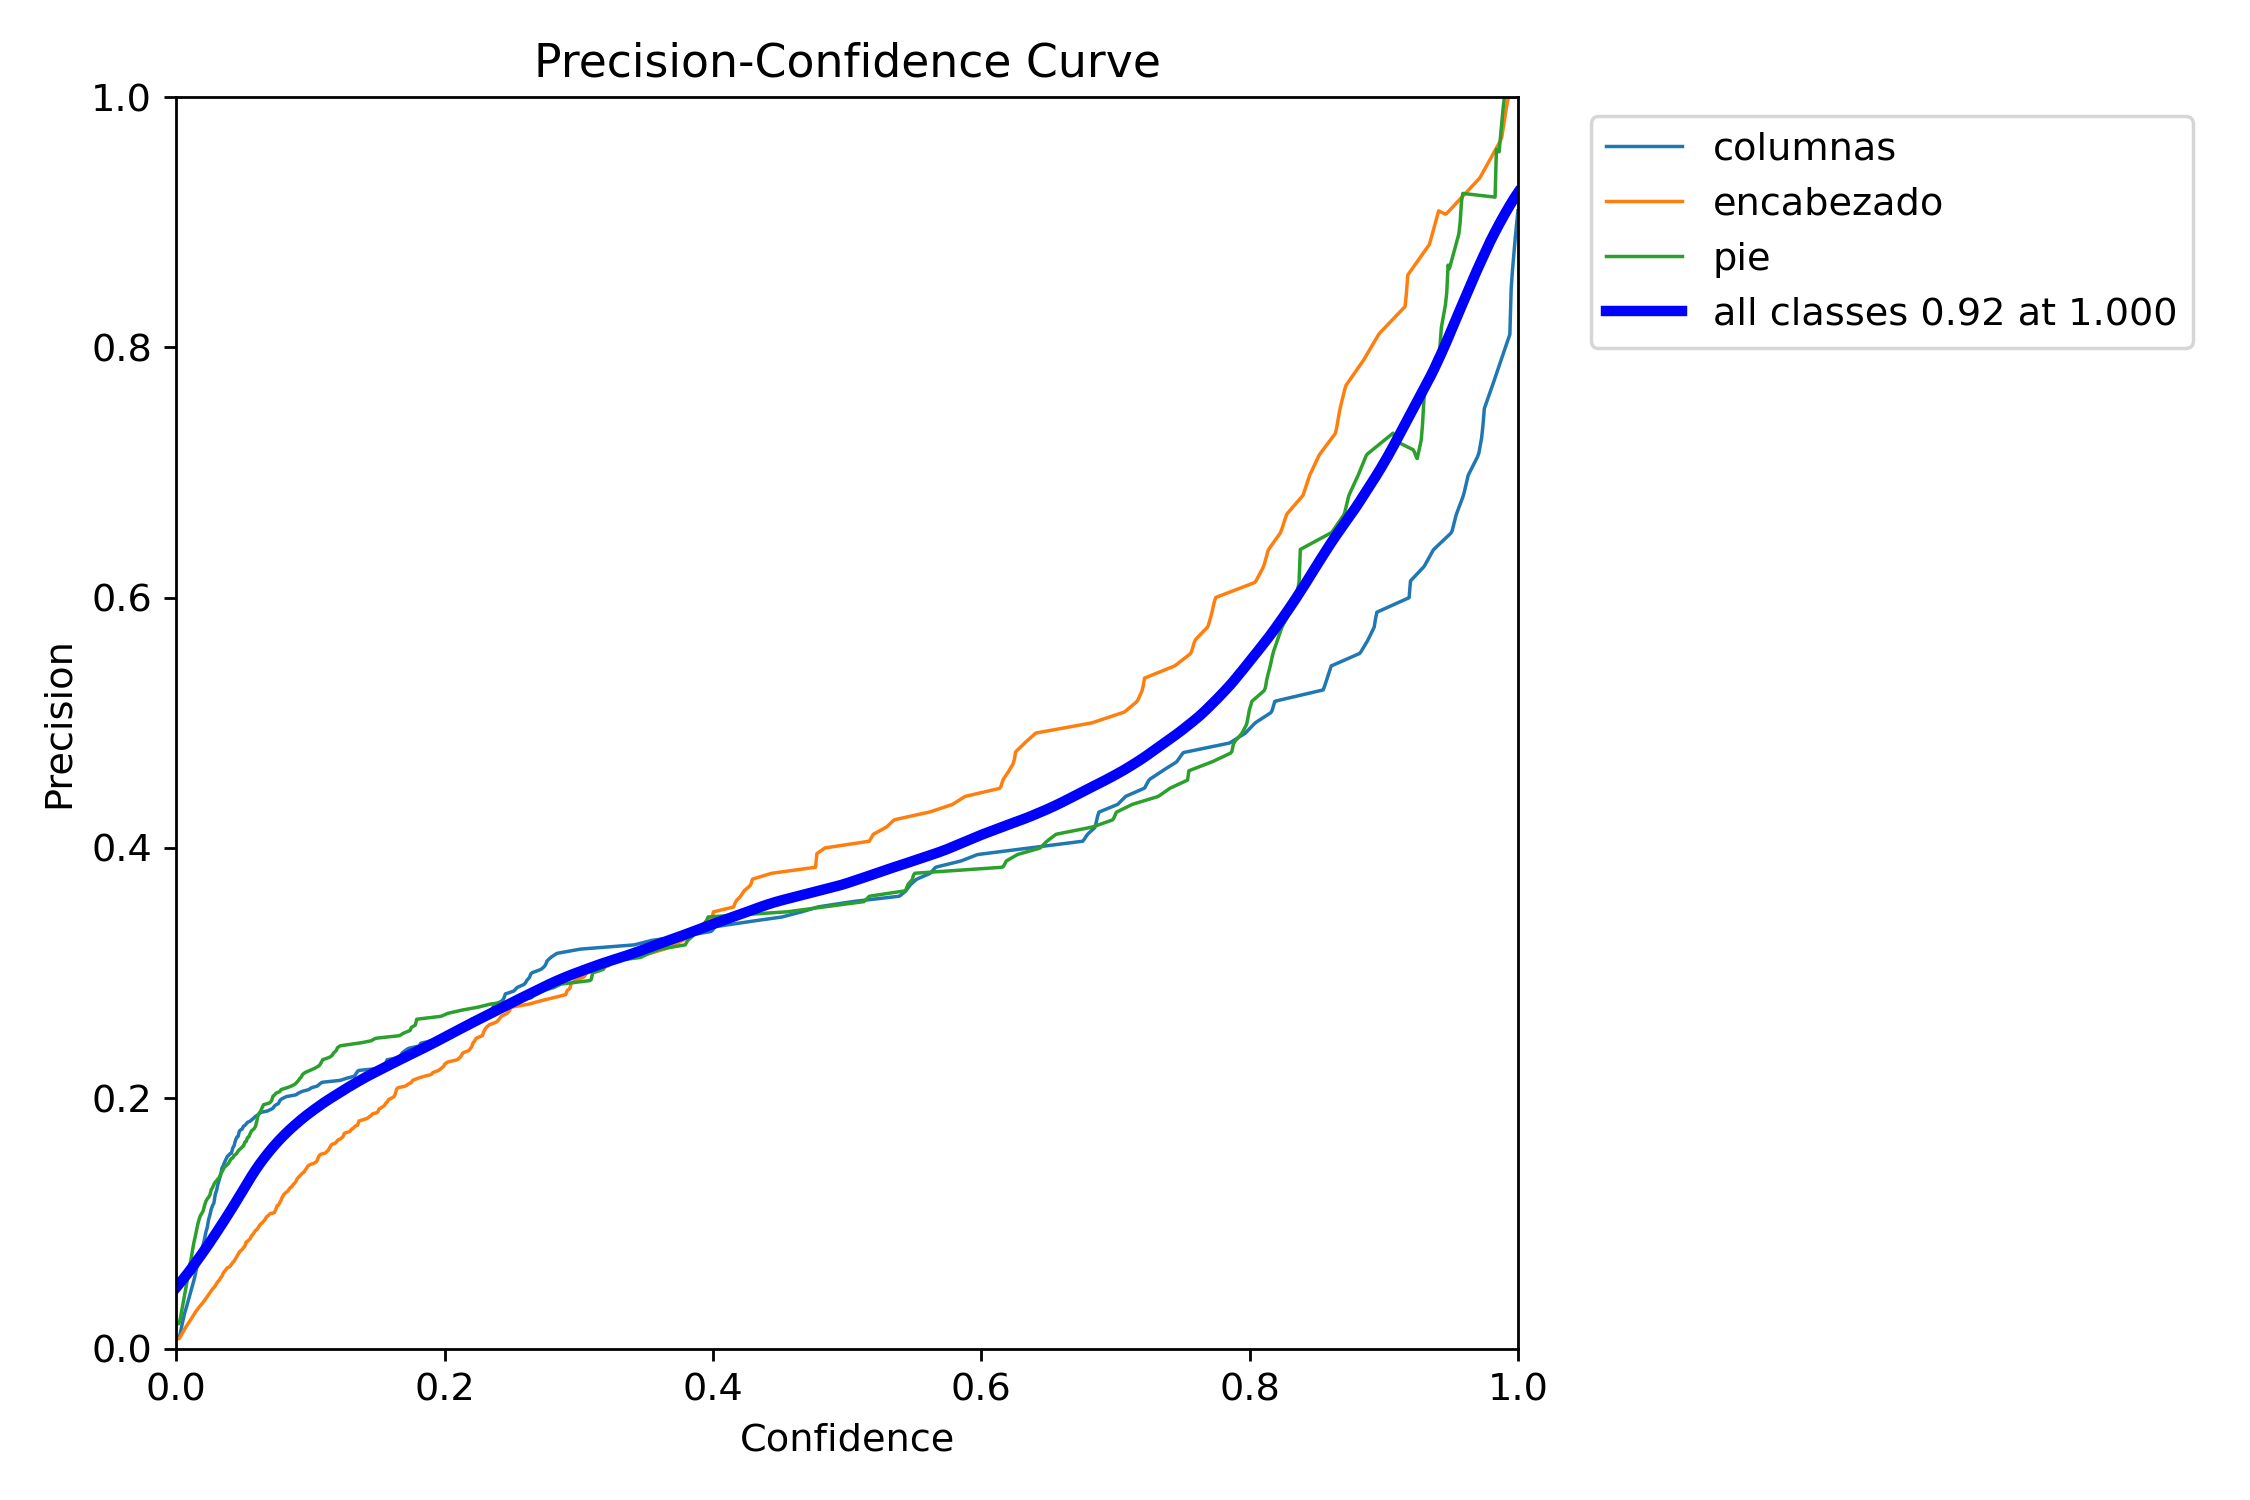 Precision-Confidence Curve
1.0
0.8
0.6
0.4
0.2
0.0
Precision
0.0 0.2 0.4 0.6 0.8 1.0
Confidence
columnas
encabezado
pie
all classes 0.92 at 1.000